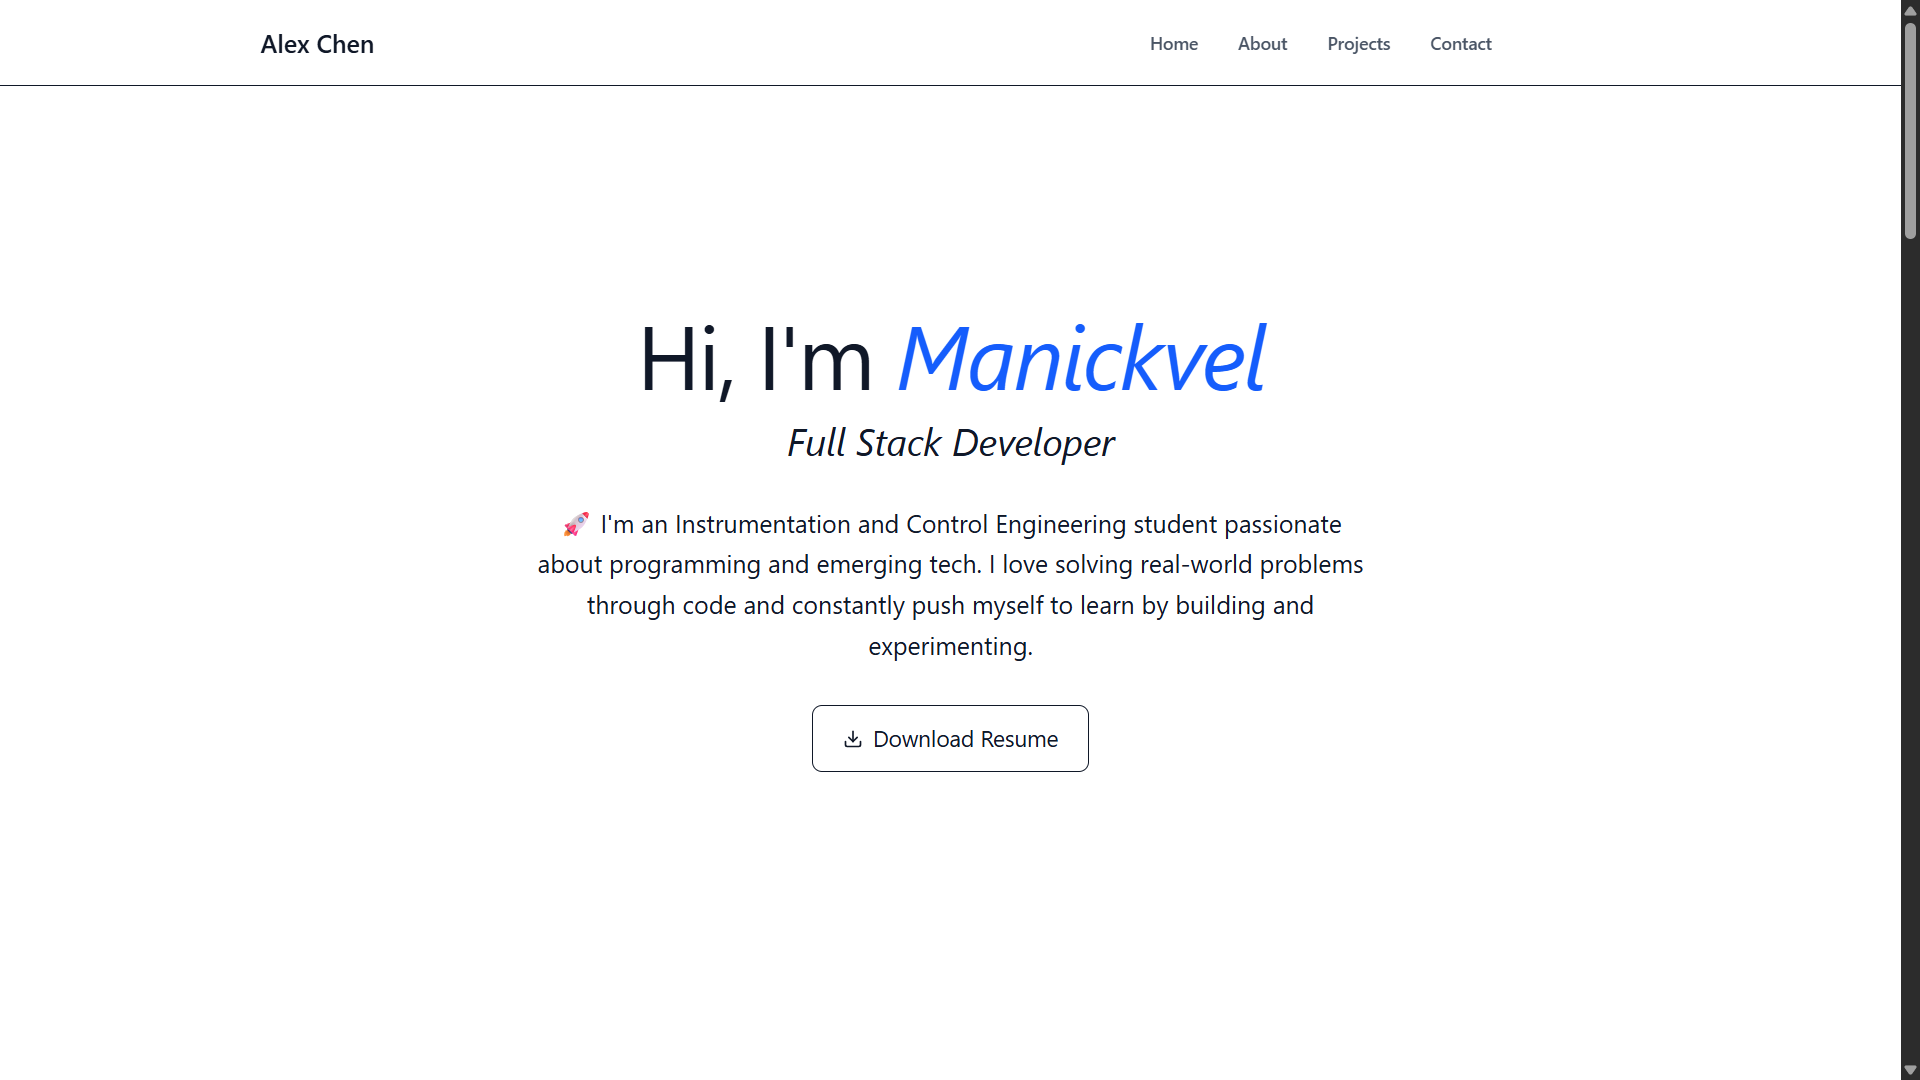 Alex Chen
Home
About
Projects
Contact
Hi, I'm Manickvel
Full Stack Developer
🚀 I'm an Instrumentation and Control Engineering student passionate
about programming and emerging tech. I love solving real-world problems
through code and constantly push myself to learn by building and
experimenting.
Download Resume